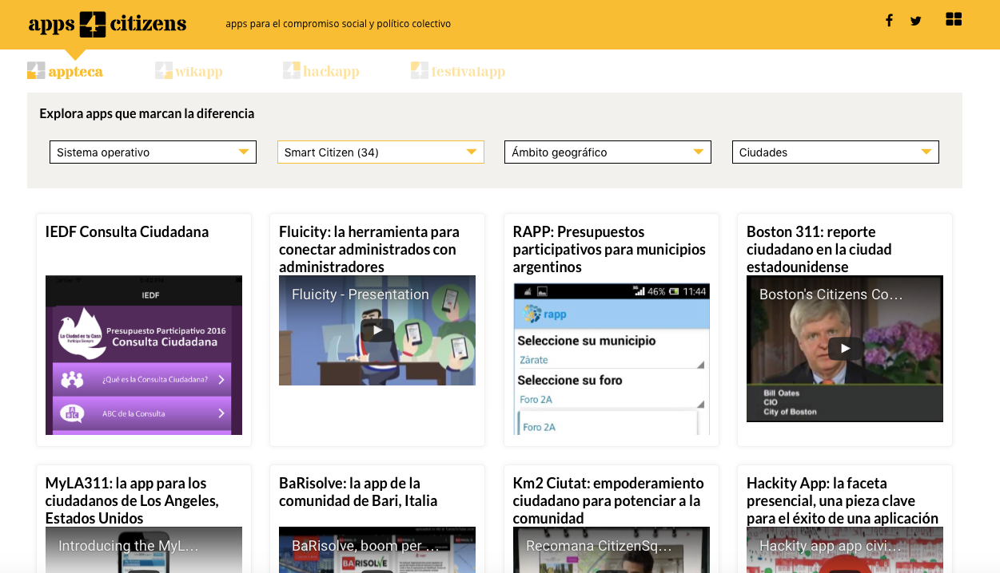 apps 4 citizens
apps para el compromiso social y político colectivo
appteca
wikapp
hackapp
festivalapp
Explora apps que marcan la diferencia
Sistema operativo
Smart Citizen (34)
Ámbito geográfico
Ciudades
IEDF Consulta Ciudadana
IEDF
La Ciudad es tu Casa
Participa Siempre
Presupuesto Participativo 2016
Consulta Ciudadana
¿Qué es la Consulta Ciudadana?
ABC de la Consulta
Fluicity: la herramienta para
conectar administrados con
administradores
Fluicity - Presentation
RAPP: Presupuestos
participativos para municipios
argentinos
3G 46% 11:44
rapp
Seleccione su municipio
Zárate
Seleccione su foro
Foro 2A
Foro 2A
Boston 311: reporte
ciudadano en la ciudad
estadounidense
Boston's Citizens Co…
Bill Oates
CIO
City of Boston
MyLA311: la app para los
ciudadanos de Los Angeles,
Estados Unidos
Introducing the MyL…
BaRisolve: la app de la
comunidad de Bari, Italia
BaRisolve, boom per …
BARISOLVE
Km2 Ciutat: empoderamiento
ciudadano para potenciar a la
comunidad
Recomana CitizenSq…
Hackity App: la faceta
presencial, una pieza clave
para el éxito de una aplicación
Hackity app app civi…